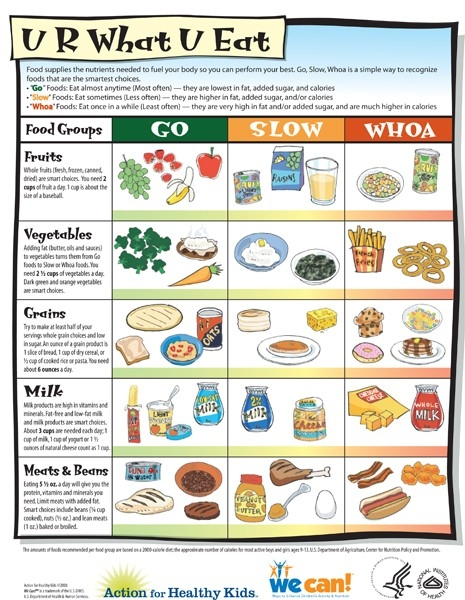 U R What U Eat
Food supplies the nutrients needed to fuel your body so you can perform your best. Go, Slow, Whoa is a simple way to recognize
foods that are the smartest choices.
• "Go" Foods: Eat almost anytime (Most often) — they are lowest in fat, added sugar, and calories
• "Slow" Foods: Eat sometimes (Less often) — they are higher in fat, added sugar, and/or calories
• "Whoa" Foods: Eat once in a while (Least often) — they are very high in fat and/or added sugar, and are much higher in calories
Food Groups GO SLOW WHOA
Fruits
Whole fruits (fresh, frozen, canned,
dried) are smart choices. You need 2
cups of fruit a day. 1 cup is about the
size of a baseball.
RAISINS
Vegetables
Adding fat (butter, oils and sauces)
to vegetables turns them from Go
foods to Slow or Whoa foods. You
need 2 ½ cups of vegetables a day.
Dark green and orange vegetables
are smart choices.
French
Fries
Grains
Try to make at least half of your
servings whole grain choices and low
in sugar. An ounce of a grain product is
1 slice of bread, 1 cup of dry cereal, or
½ cup of cooked rice or pasta. You need
about 6 ounces a day.
OATS
Milk
Milk products are high in vitamins and
minerals. Fat-free and low-fat milk
and milk products are smart choices.
About 3 cups are needed each day; 1
cup of milk, 1 cup of yogurt or 1 ½
ounces of natural cheese count as 1 cup.
LIGHT
Milk
2%
Milk
Cheese
WHOLE
MILK
Meats & Beans
Eating 5 ½ oz. a day will give you the
protein, vitamins and minerals you
need. Limit meats with added fat.
Smart choices include beans (¼ cup
cooked), nuts (½ oz) and lean meats
(1 oz.) baked or broiled.
PEANUT
BUTTER
The amounts of foods recommended per food group are based on a 2000-calorie diet, the approximate number of calories for most active boys and girls ages 9-13. U.S. Department of Agriculture, Center for Nutrition Policy and Promotion.
Action for Healthy Kids
we can!
NATIONAL INSTITUTES OF HEALTH